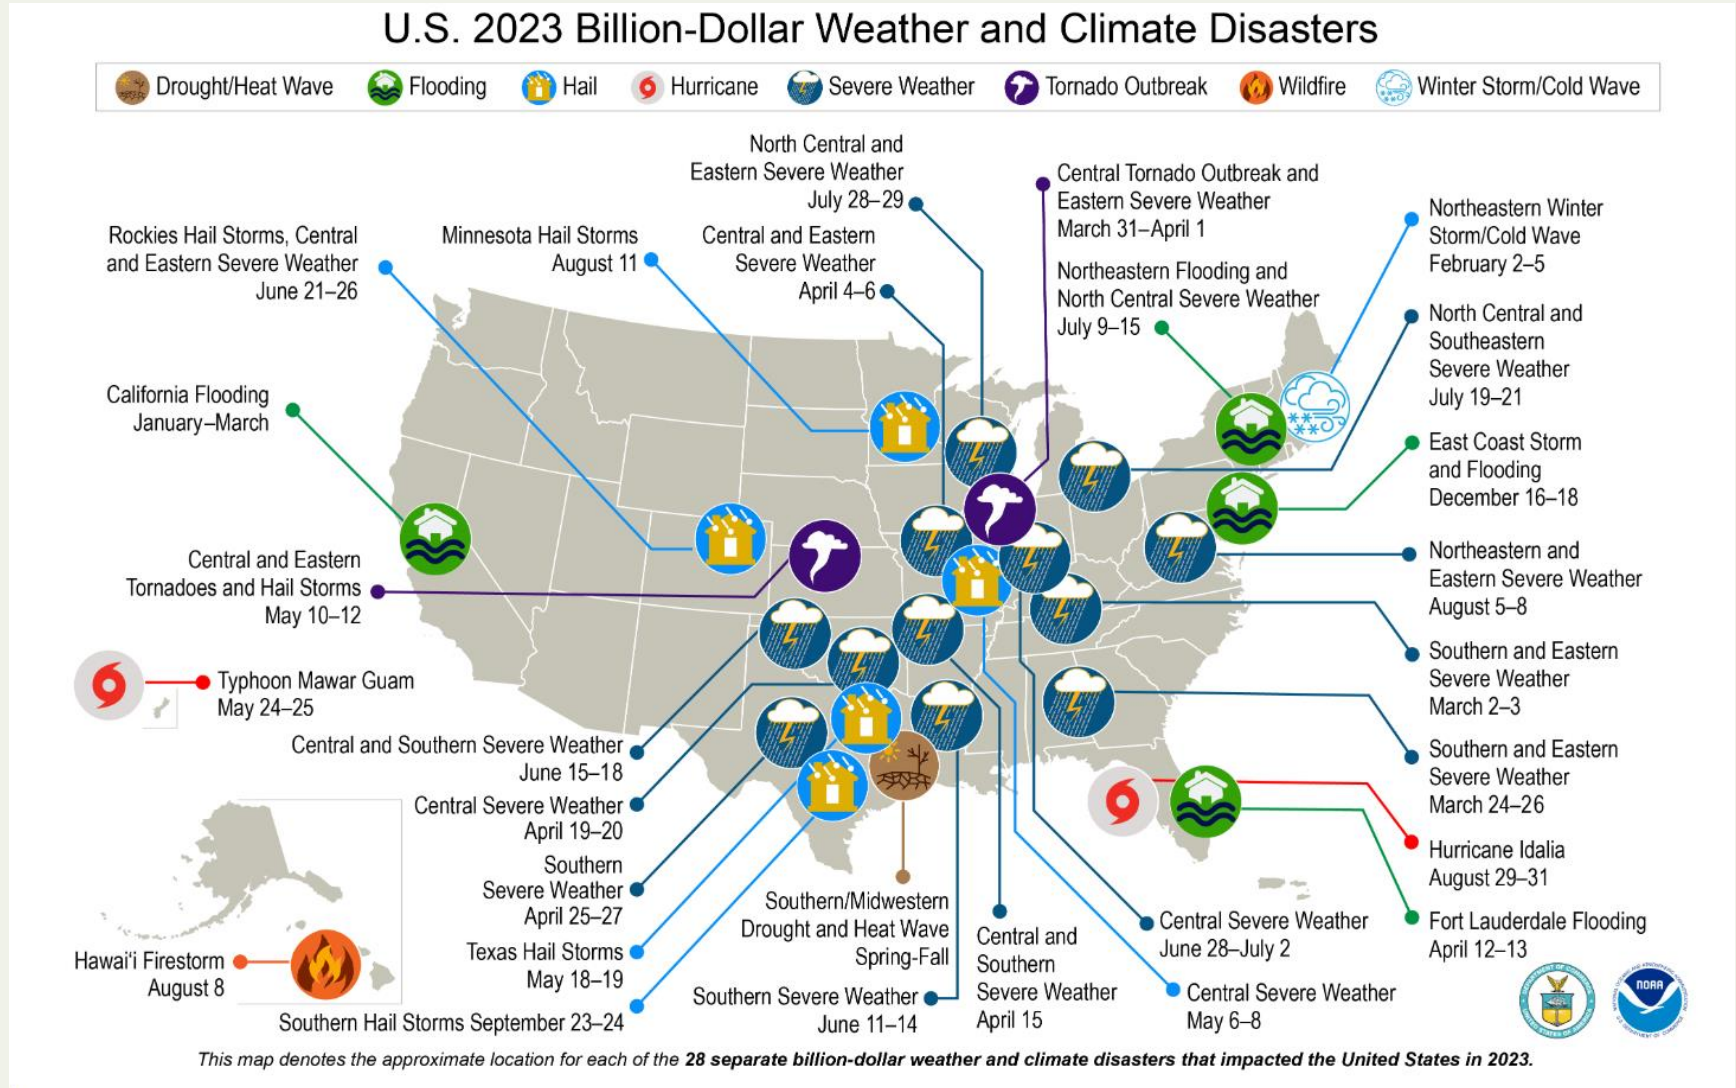 U.S. 2023 Billion-Dollar Weather and Climate Disasters
Drought/Heat Wave
Flooding
Hail
Hurricane
Severe Weather
Tornado Outbreak
Wildfire
Winter Storm/Cold Wave
North Central and
Eastern Severe Weather
July 28–29
Central Tornado Outbreak and
Eastern Severe Weather
March 31–April 1
Northeastern Winter
Storm/Cold Wave
February 2–5
Rockies Hail Storms, Central
and Eastern Severe Weather
June 21–26
Minnesota Hail Storms
August 11
Central and Eastern
Severe Weather
April 4–6
Northeastern Flooding and
North Central Severe Weather
July 9–15
North Central and
Southeastern
Severe Weather
July 19–21
California Flooding
January–March
East Coast Storm
and Flooding
December 16–18
Central and Eastern
Tornadoes and Hail Storms
May 10–12
Northeastern and
Eastern Severe Weather
August 5–8
Typhoon Mawar Guam
May 24–25
Southern and Eastern
Severe Weather
March 2–3
Central and Southern Severe Weather
June 15–18
Southern and Eastern
Severe Weather
March 24–26
Central Severe Weather
April 19–20
Southern
Severe Weather
April 25–27
Hurricane Idalia
August 29–31
Texas Hail Storms
May 18–19
Southern/Midwestern
Drought and Heat Wave
Spring-Fall
Central and
Southern
Severe Weather
April 15
Central Severe Weather
June 28–July 2
Fort Lauderdale Flooding
April 12–13
Hawai‘i Firestorm
August 8
Southern Hail Storms September 23–24
Southern Severe Weather
June 11–14
Central Severe Weather
May 6–8
NOAA
This map denotes the approximate location for each of the 28 separate billion-dollar weather and climate disasters that impacted the United States in 2023.